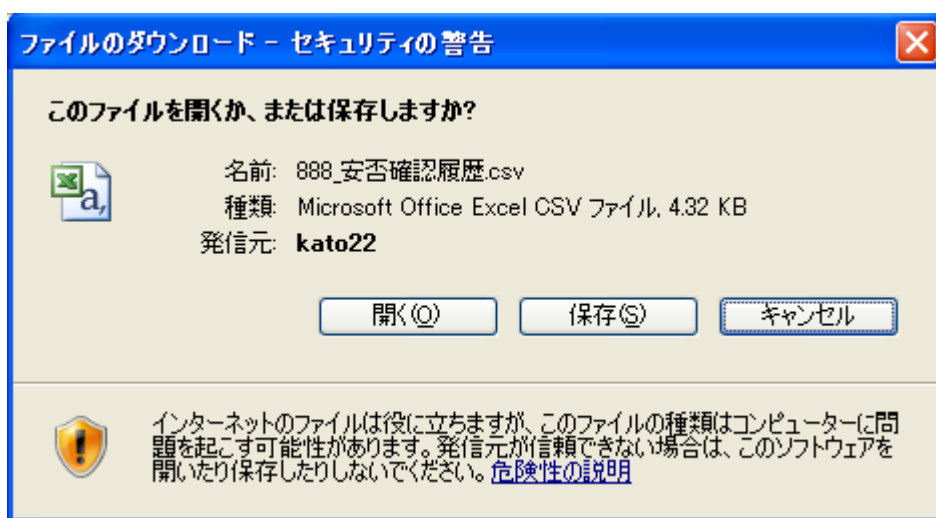 ファイルのダウンロード - セキュリティの警告
このファイルを開くか、または保存しますか?
名前: 888_安否確認履歴.csv
種類: Microsoft Office Excel CSV ファイル, 4.32 KB
発信元: kato22
開く(O) 保存(S) キャンセル
インターネットのファイルは役に立ちますが、このファイルの種類はコンピューターに問
題を起こす可能性があります。発信元が信頼できない場合は、このソフトウェアを
開いたり保存したりしないでください。危険性の説明